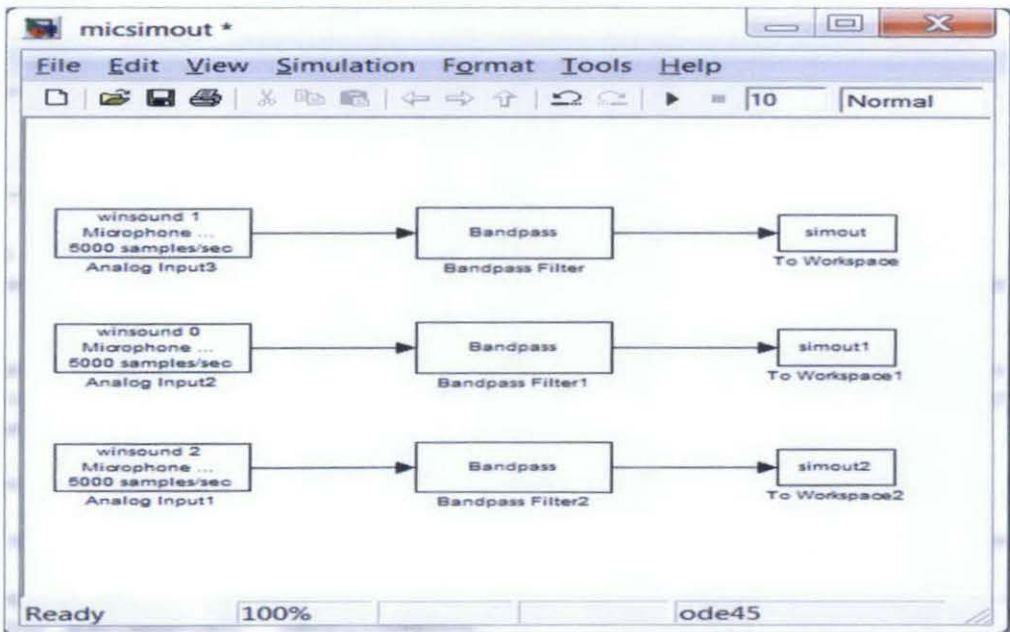 micsimout *
File Edit View Simulation Format Tools Help
10 Normal
winsound 1
Microphone ...
5000 samples/sec
Analog Input3
Bandpass
Bandpass Filter
simout
To Workspace
winsound 0
Microphone ...
5000 samples/sec
Analog Input2
Bandpass
Bandpass Filter1
simout1
To Workspace1
winsound 2
Microphone ...
5000 samples/sec
Analog Input1
Bandpass
Bandpass Filter2
simout2
To Workspace2
Ready 100% ode45